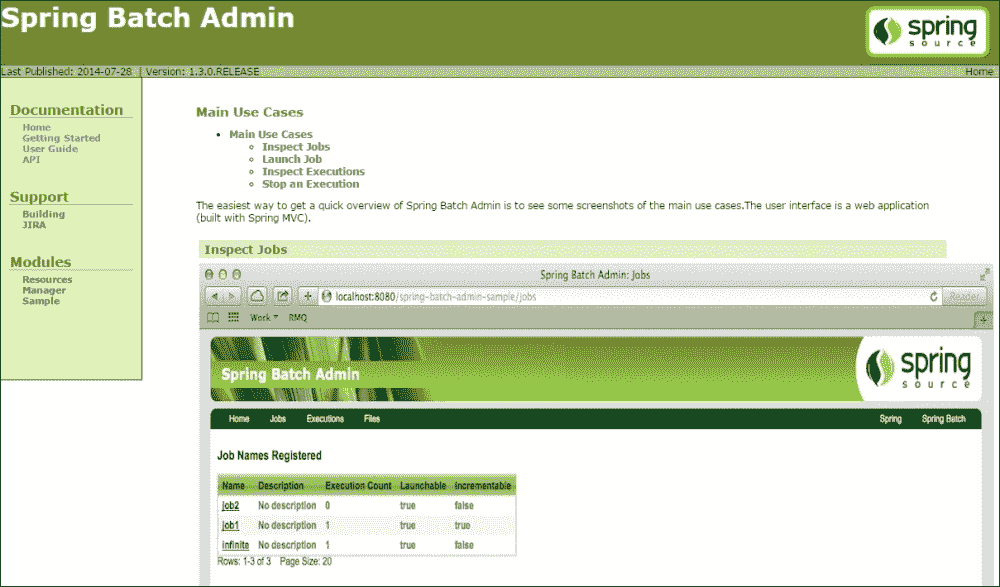 Spring Batch Admin
spring
source
Last Published: 2014-07-28 | Version: 1.3.0.RELEASE
Home
Documentation
Home
Getting Started
User Guide
API
Support
Building
JIRA
Modules
Resources
Manager
Sample
Main Use Cases
• Main Use Cases
Inspect Jobs
Launch Job
Inspect Executions
Stop an Execution
The easiest way to get a quick overview of Spring Batch Admin is to see some screenshots of the main use cases.The user interface is a web application
(built with Spring MVC).
Inspect Jobs
Spring Batch Admin: Jobs
localhost:8080/spring-batch-admin-sample/jobs
Reader
Work RMQ
Spring Batch Admin
spring
source
Home Jobs Executions Files Spring Spring Batch
Job Names Registered
Name Description Execution Count Launchable Incrementable
job2 No description 0 true false
job1 No description 1 true true
infinite No description 1 true false
Rows: 1-3 of 3 Page Size: 20